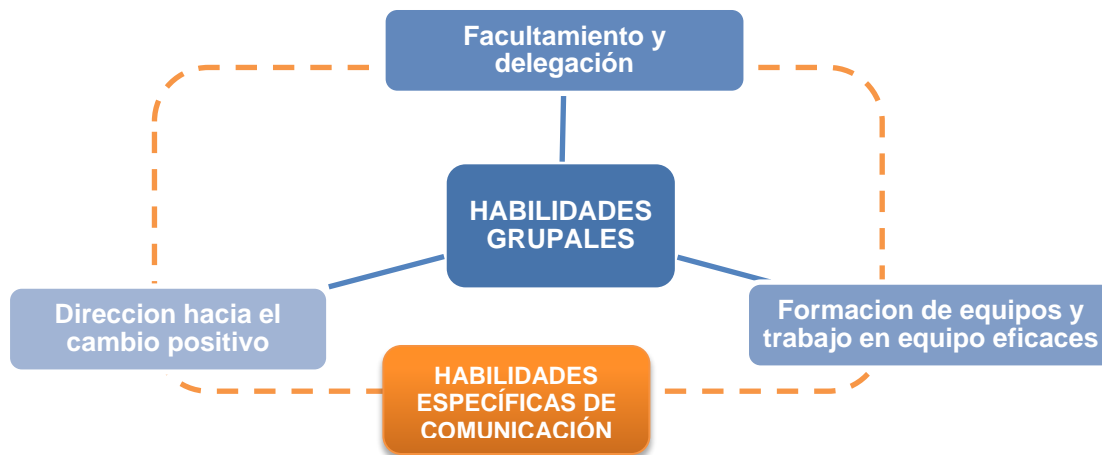 Facultamiento y
delegación
HABILIDADES
GRUPALES
Direccion hacia el
cambio positivo
Formacion de equipos y
trabajo en equipo eficaces
HABILIDADES
ESPECÍFICAS DE
COMUNICACIÓN